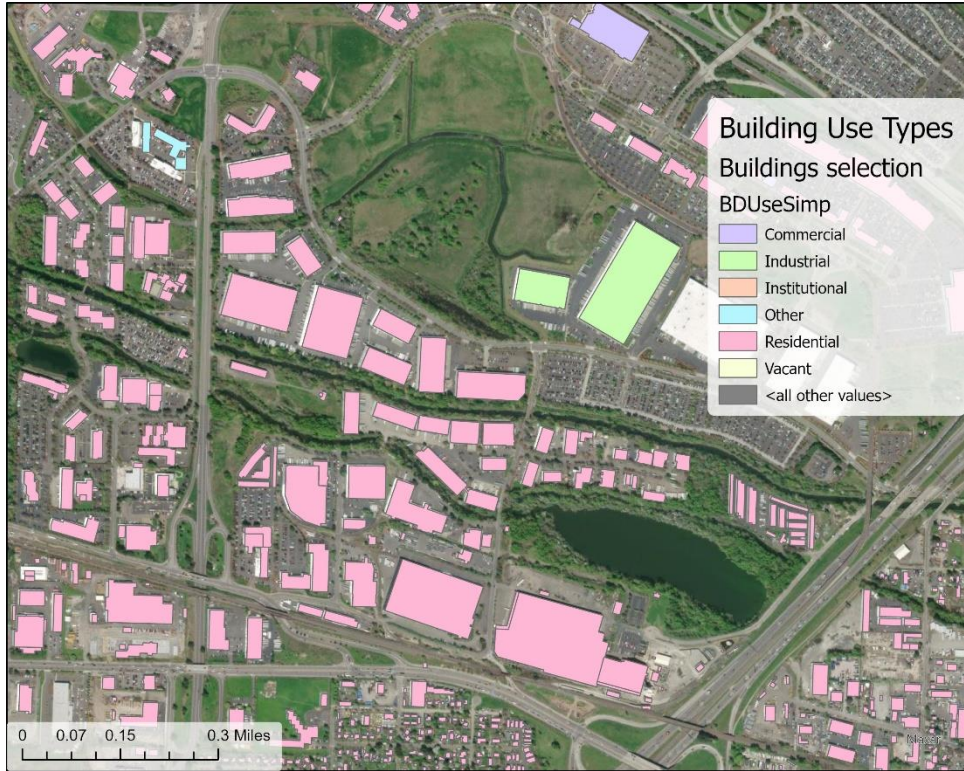 Building Use Types
Buildings selection
BDUseSimp
Commercial
Industrial
Institutional
Other
Residential
Vacant
<all other values>
0 0.07 0.15 0.3 Miles
Maxar